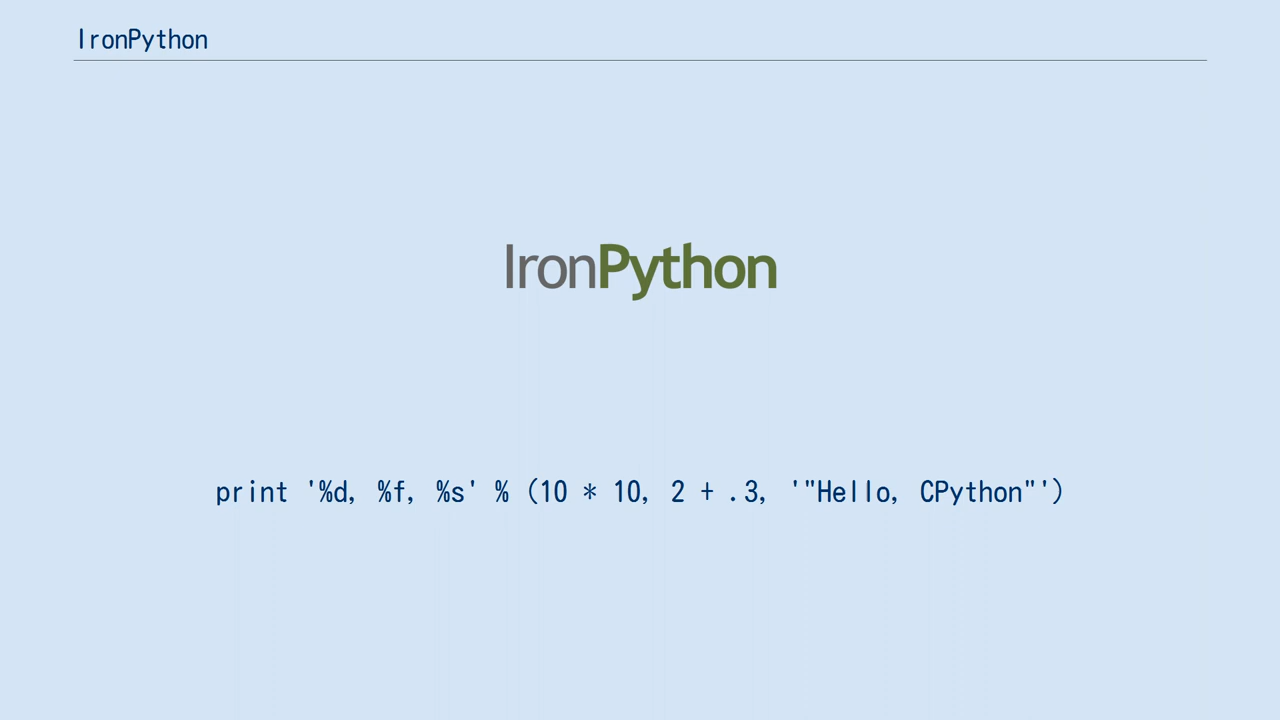 IronPython
IronPython
print '%d, %f, %s' % (10 * 10, 2 + .3, '"Hello, CPython"')